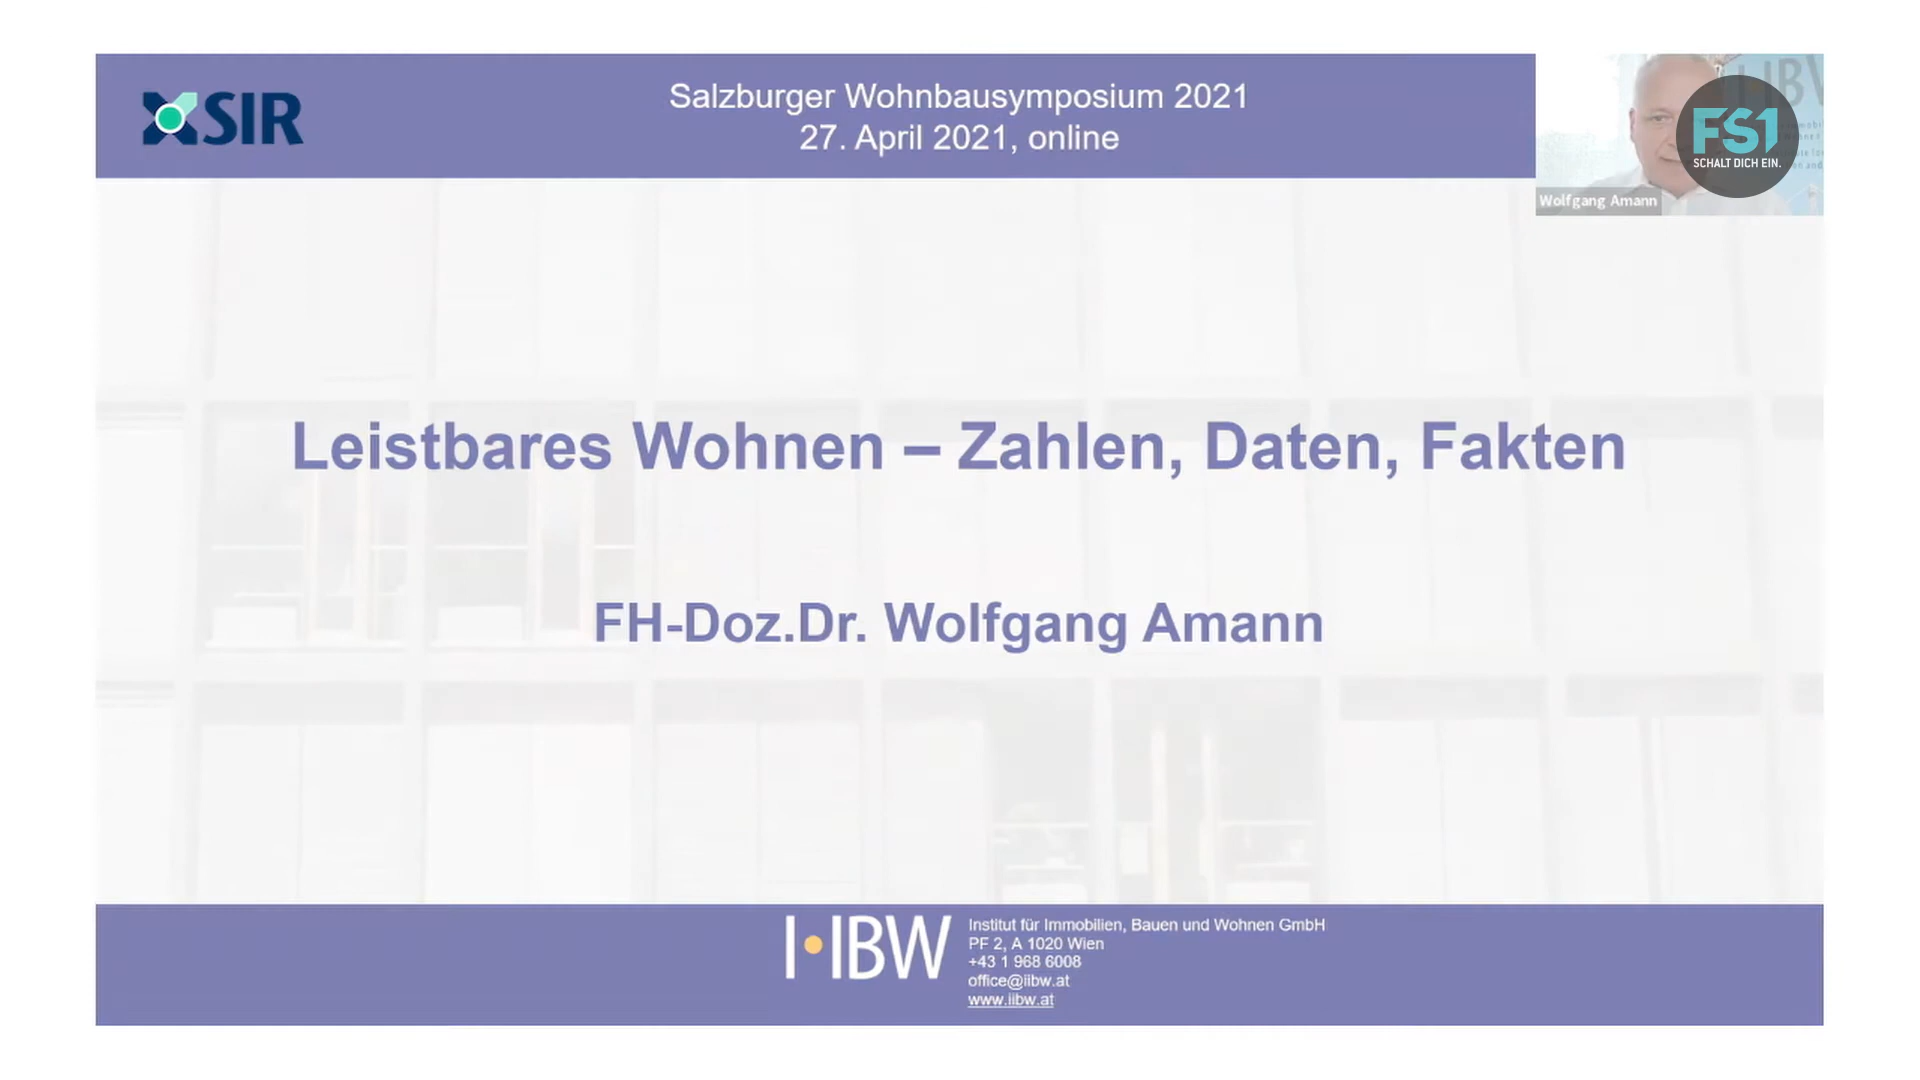 SIR
Salzburger Wohnbausymposium 2021
27. April 2021, online
FS1
SCHALT DICH EIN.
Wolfgang Amann
Leistbares Wohnen – Zahlen, Daten, Fakten
FH-Doz.Dr. Wolfgang Amann
I•IBW
Institut für Immobilien, Bauen und Wohnen GmbH
PF 2, A 1020 Wien
+43 1 968 6008
office@iibw.at
www.iibw.at